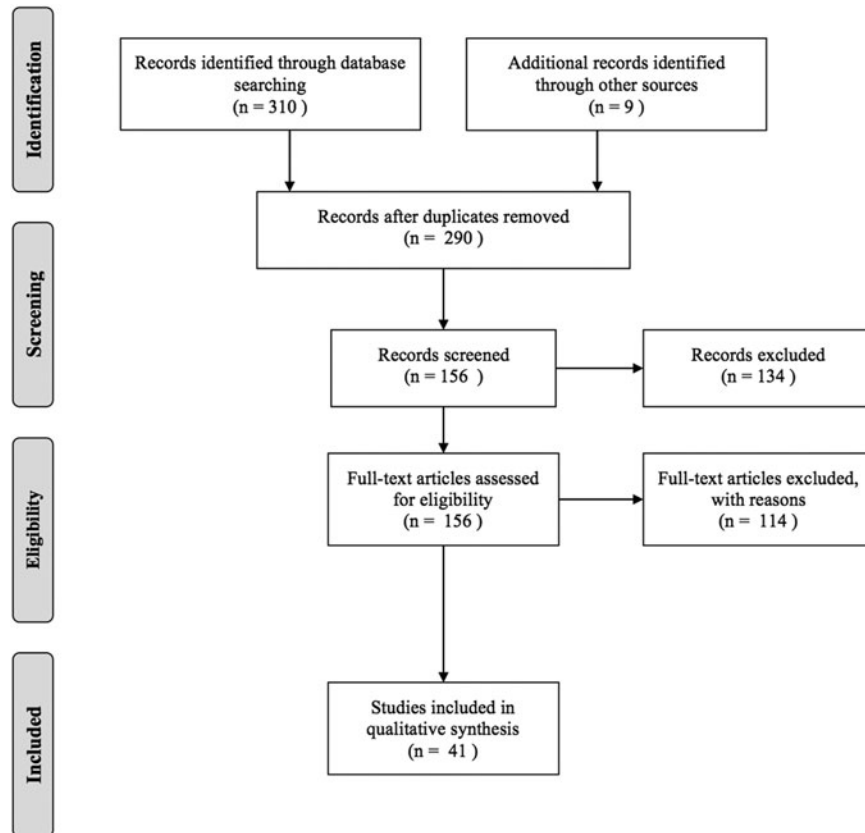 Identification
Records identified through database
searching
(n = 310 )
Additional records identified
through other sources
(n = 9 )
Records after duplicates removed
(n = 290 )
Screening
Records screened
(n = 156 )
Records excluded
(n = 134 )
Eligibility
Full-text articles assessed
for eligibility
(n = 156 )
Full-text articles excluded,
with reasons
(n = 114 )
Included
Studies included in
qualitative synthesis
(n = 41 )